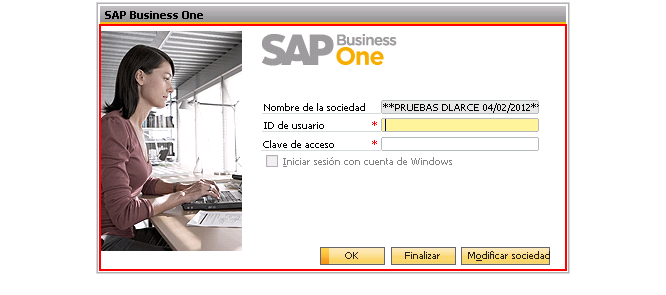 SAP Business One
SAP Business One
Nombre de la sociedad **PRUEBAS DLARCE 04/02/2012*
ID de usuario *
Clave de acceso *
Iniciar sesión con cuenta de Windows
OK Finalizar Modificar sociedad